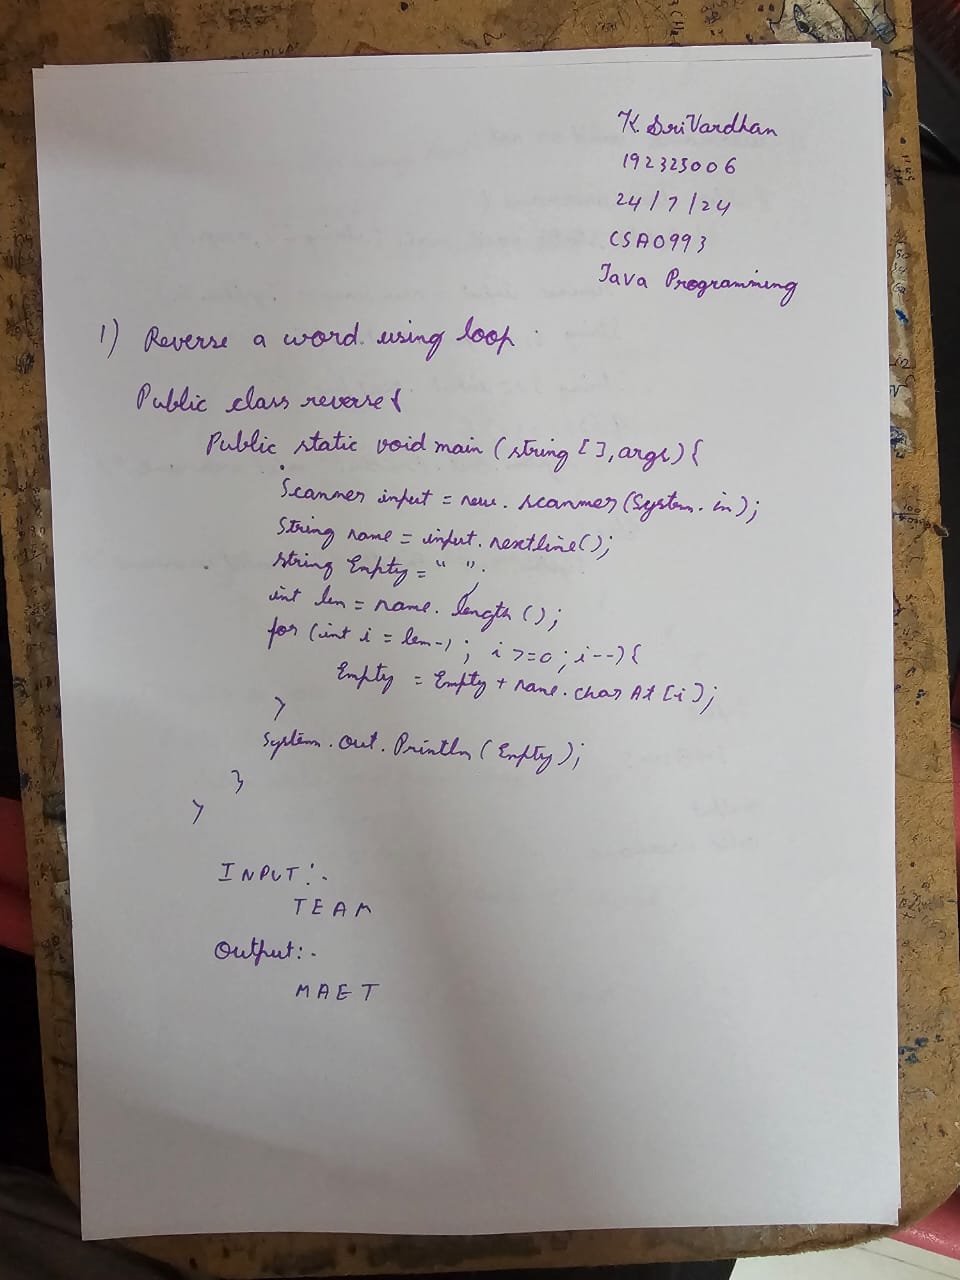 K. SriVardhan
192325006
24/7/24
CSA0993
Java Programming
1) Reverse a word using loop :
Public class reverse{
Public static void main (string [], args) {
Scanner input = new . scanner (System. in);
String name = input. nextline();
string Empty = " ";
int len = name. length ();
for (int i = len-1 ; i >=0 ; i--) {
Empty = Empty + name. char At [i];
}
System. out. Println (Empty);
}
}
INPUT:-
TEAM
Output:-
MAET